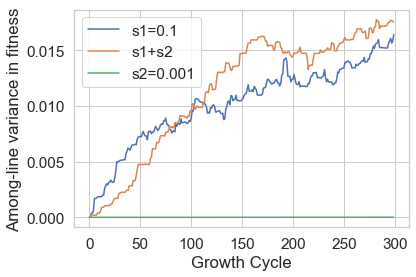 Among-line variance in fitness
0.015
0.010
0.005
0.000
s1=0.1
s1+s2
s2=0.001
0 50 100 150 200 250 300
Growth Cycle